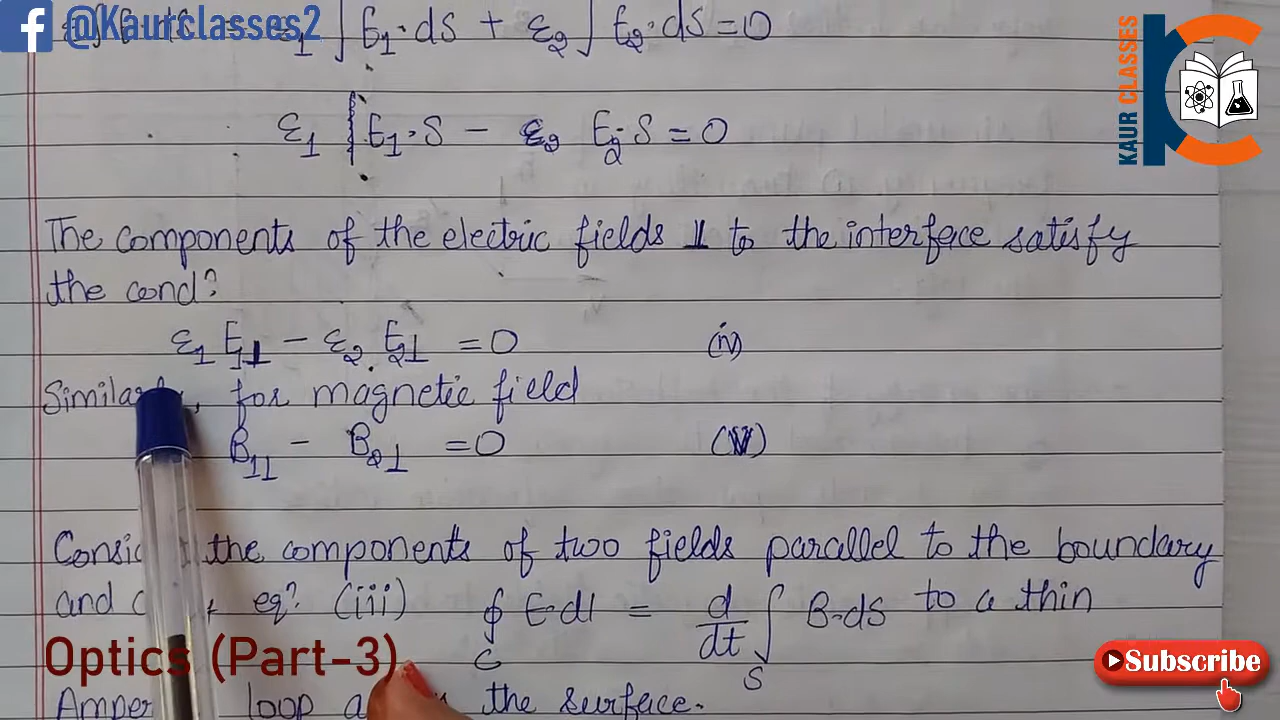 @Kaurclasses2
ε1 ∫ E1·dS + ε2 ∫ E2·dS = 0
KAUR CLASSES
ε1 E1·S - ε2 E2·S = 0
The components of the electric fields ⊥ to the interface satisfy
the cond?
ε1 E1⊥ - ε2 E2⊥ = 0 (iv)
for magnetic field
B1⊥ - B2⊥ = 0 (V)
the components of two fields parallel to the boundary
and eq? (iii) ∮C E·dl = d/dt ∫S B·dS to a thin
Optics (Part-3)
loop the surface.
Subscribe